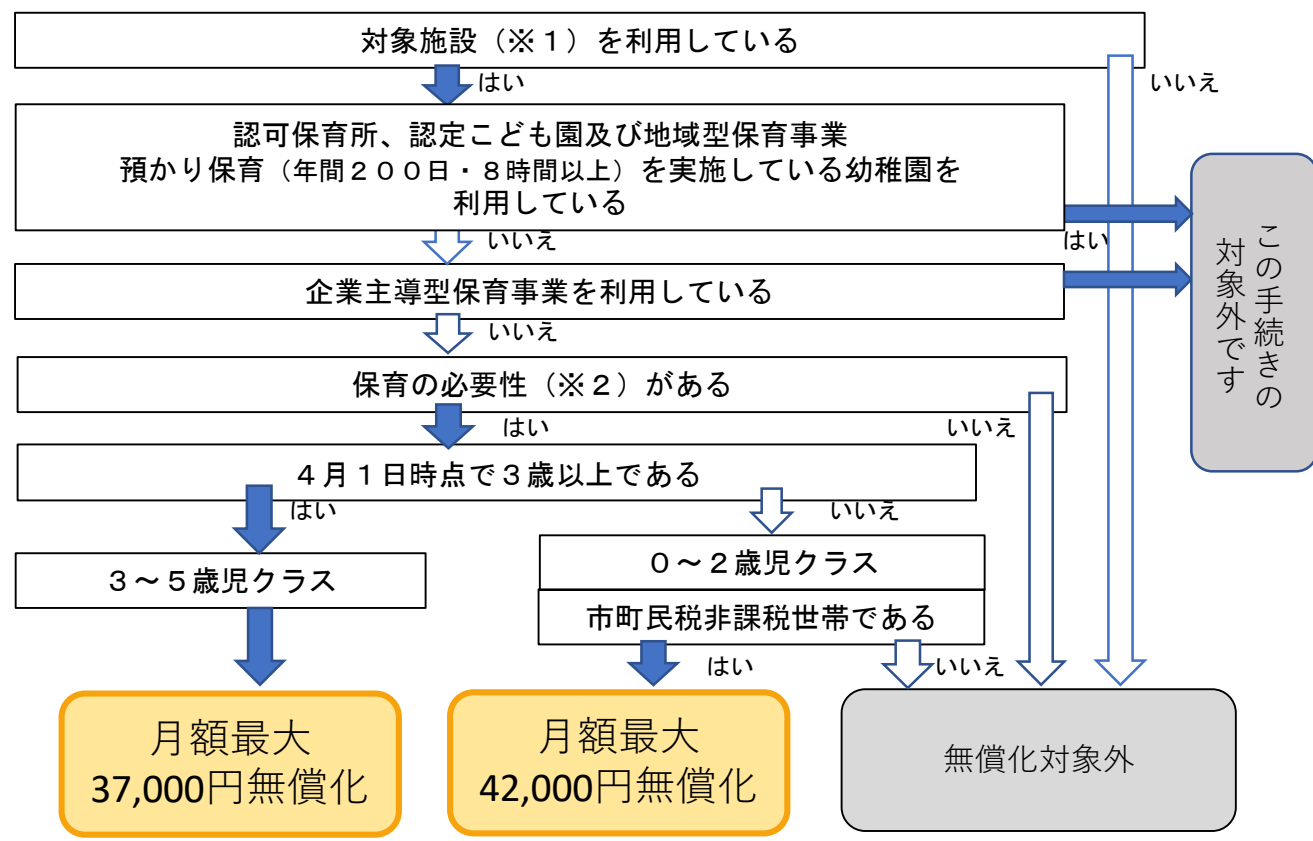 対象施設（※１）を利用している
はい
いいえ
認可保育所、認定こども園及び地域型保育事業
預かり保育（年間２００日・８時間以上）を実施している幼稚園を
利用している
いいえ
はい
この手続きの
対象外です
企業主導型保育事業を利用している
いいえ
保育の必要性（※２）がある
はい
いいえ
４月１日時点で３歳以上である
はい
いいえ
３～５歳児クラス
０～２歳児クラス
市町民税非課税世帯である
はい
いいえ
月額最大
37,000円無償化
月額最大
42,000円無償化
無償化対象外